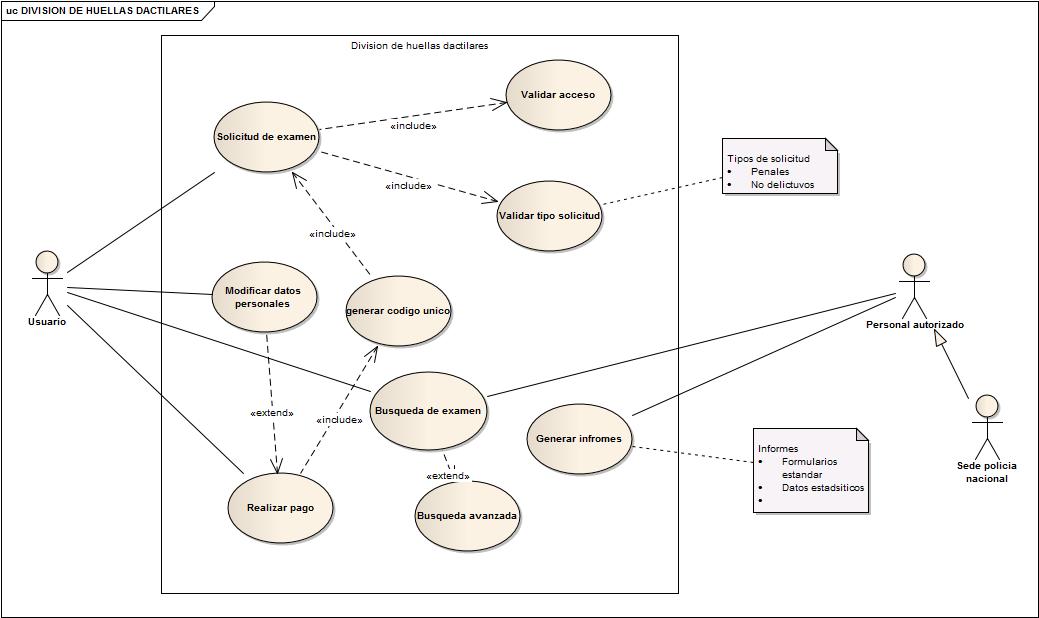 uc DIVISION DE HUELLAS DACTILARES
Division de huellas dactilares
Validar acceso
Solicitud de examen
«include»
«include»
Validar tipo solicitud
Tipos de solicitud
• Penales
• No delictuvos
«include»
Usuario
Modificar datos
personales
generar codigo unico
Personal autorizado
«extend»
«include»
Busqueda de examen
Generar infromes
Informes
• Formularios
estandar
• Datos estadsiticos
•
Sede policia
nacional
«extend»
Realizar pago
Busqueda avanzada